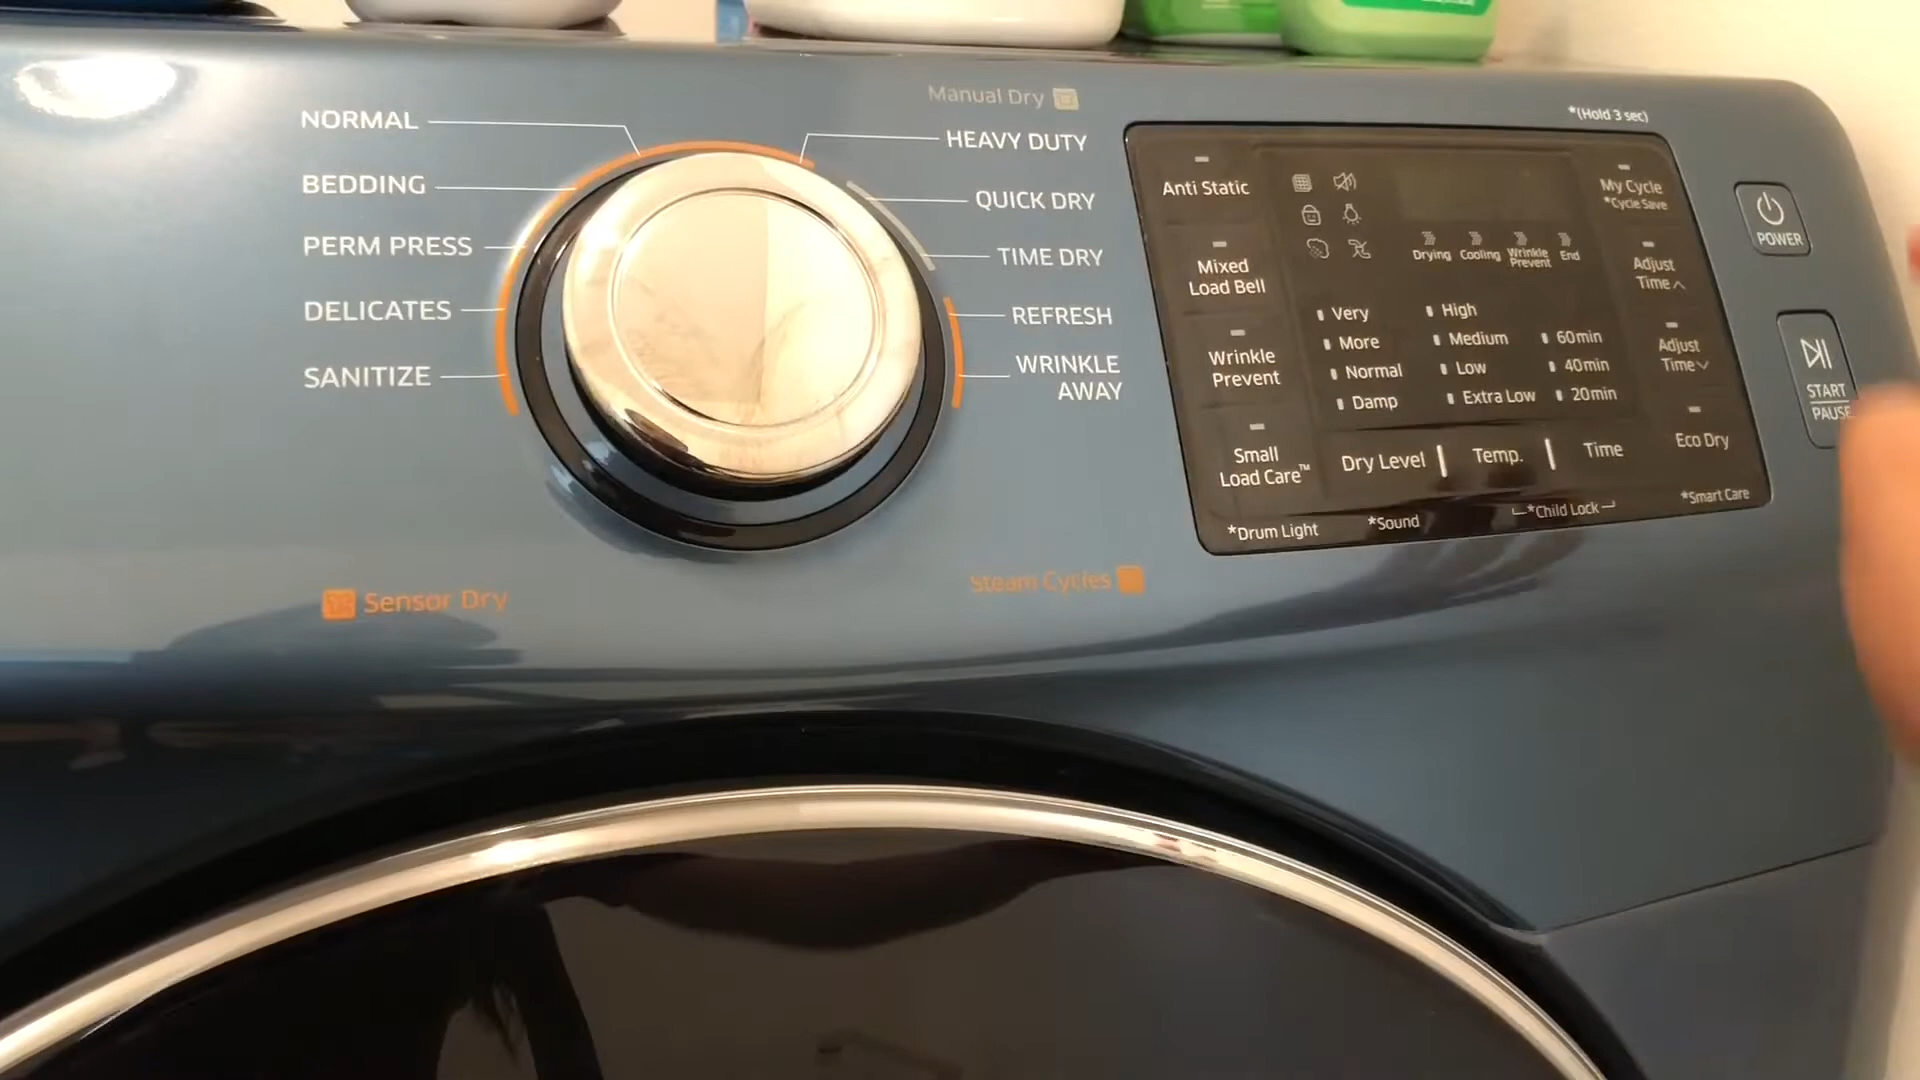 NORMAL
BEDDING
PERM PRESS
DELICATES
SANITIZE
Sensor Dry
Manual Dry
HEAVY DUTY
QUICK DRY
TIME DRY
REFRESH
WRINKLE
AWAY
Steam Cycles
*(Hold 3 sec)
Anti Static
Mixed
Load Bell
Wrinkle
Prevent
Small
Load Care™
*Drum Light
Drying
Cooling
Wrinkle
Prevent
End
Very
More
Normal
Damp
Dry Level
*Sound
High
Medium
Low
Extra Low
Temp.
60min
40min
20min
Time
*Child Lock
My Cycle
*Cycle Save
Adjust
Time
Adjust
Time
Eco Dry
*Smart Care
POWER
START
PAUSE